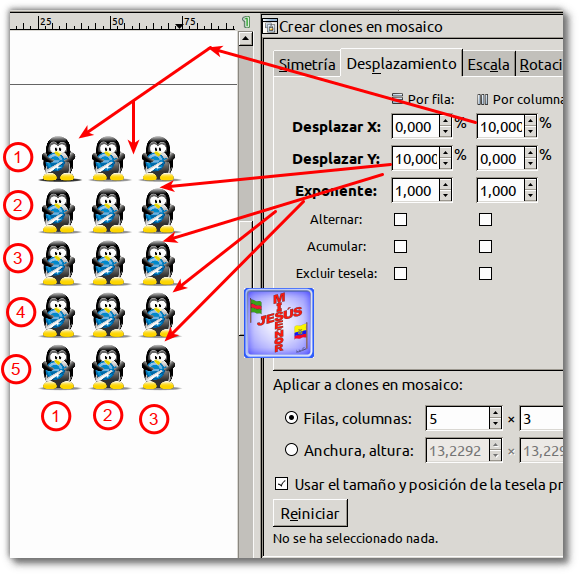 25 50 75
Crear clones en mosaico
Simetría Desplazamiento Escala Rotaci
Por fila: Por columna
Desplazar X: 0,000 % 10,000 %
Desplazar Y: 10,000 % 0,000 %
Exponente: 1,000 1,000
Alternar:
Acumular:
Excluir tesela:
1
2
3
4
5
1 2 3
MISEÑOR
JESÚS
Aplicar a clones en mosaico:
Filas, columnas: 5 × 3
Anchura, altura: 13,2292 × 13,229
Usar el tamaño y posición de la tesela pr
Reiniciar
No se ha seleccionado nada.